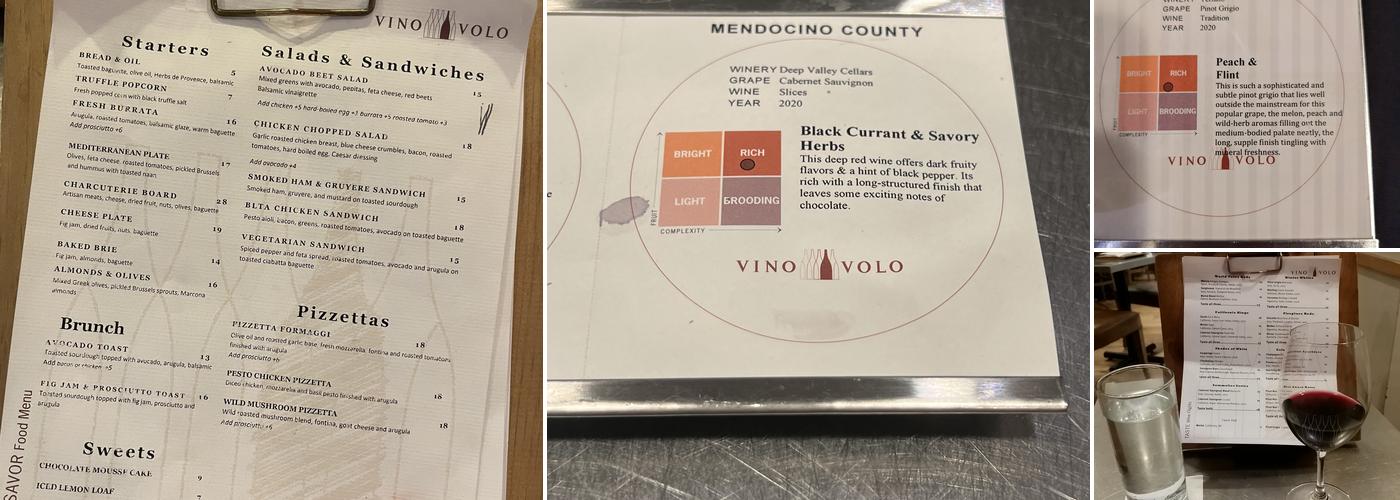 VINO VOLO
Starters
BREAD & OIL
Toasted baguette, olive oil, Herbs de Provence, balsamic 5
TRUFFLE POPCORN
Fresh popped corn with black truffle salt 7
FRESH BURRATA
Arugula, roasted tomatoes, balsamic glaze, warm baguette 16
Add prosciutto +6
MEDITERRANEAN PLATE
Olives, feta cheese, roasted tomatoes, pickled Brussels 17
and hummus with toasted naan
CHARCUTERIE BOARD
Artisan meats, cheese, dried fruit, nuts, olives, baguette 28
CHEESE PLATE
Fig jam, dried fruits, nuts, baguette 19
BAKED BRIE
Fig jam, almonds, baguette 14
ALMONDS & OLIVES
Mixed Greek olives, pickled Brussels sprouts, Marcona 16
almonds
Brunch
AVOCADO TOAST
Toasted sourdough topped with avocado, arugula, balsamic 13
Add bacon or chicken +5
FIG JAM & PROSCIUTTO TOAST 16
Toasted sourdough topped with fig jam, prosciutto and
arugula
Sweets
CHOCOLATE MOUSSE CAKE 9
ICED LEMON LOAF 7
SAVOR Food Menu
Salads & Sandwiches
AVOCADO BEET SALAD
Mixed greens with avocado, pepitas, feta cheese, red beets 15
Balsamic vinaigrette
Add chicken +5 hard-boiled egg +1 burrata +5 roasted tomato +3
CHICKEN CHOPPED SALAD
Garlic roasted chicken breast, blue cheese crumbles, bacon, roasted 18
tomatoes, hard boiled egg, Caesar dressing
Add avocado +4
SMOKED HAM & GRUYERE SANDWICH
Smoked ham, gruyere, and mustard on toasted sourdough 15
BLTA CHICKEN SANDWICH
Pesto aioli, bacon, greens, roasted tomatoes, avocado on toasted baguette 18
VEGETARIAN SANDWICH
Spiced pepper and feta spread, roasted tomatoes, avocado and arugula on 15
toasted ciabatta baguette
Pizzettas
PIZZETTA FORMAGGI 18
Olive oil and roasted garlic base, fresh mozzarella, fontina and roasted tomatoes
finished with arugula
Add prosciutto +6
PESTO CHICKEN PIZZETTA
Diced chicken, mozzarella and basil pesto finished with arugula 18
WILD MUSHROOM PIZZETTA
Wild roasted mushroom blend, fontina, goat cheese and arugula 18
Add prosciutto +6
MENDOCINO COUNTY
WINERY Deep Valley Cellars
GRAPE Cabernet Sauvignon
WINE Slices
YEAR 2020
BRIGHT RICH
LIGHT BROODING
FRUIT
COMPLEXITY
Black Currant & Savory
Herbs
This deep red wine offers dark fruity
flavors & a hint of black pepper. Its
rich with a long-structured finish that
leaves some exciting notes of
chocolate.
VINO VOLO
GRAPE Pinot Grigio
WINE Tradition
YEAR 2020
BRIGHT RICH
LIGHT BROODING
FRUIT
COMPLEXITY
Peach &
Flint
This is such a sophisticated and
subtle pinot grigio that lies well
outside the mainstream for this
popular grape, the melon, peach and
wild-herb aromas filling out the
medium-bodied palate neatly, the
long, supple finish tingling with
mineral freshness.
VINO VOLO
VINO VOLO
World Value Reds
California Kings
Shades of White
Sommelier Series